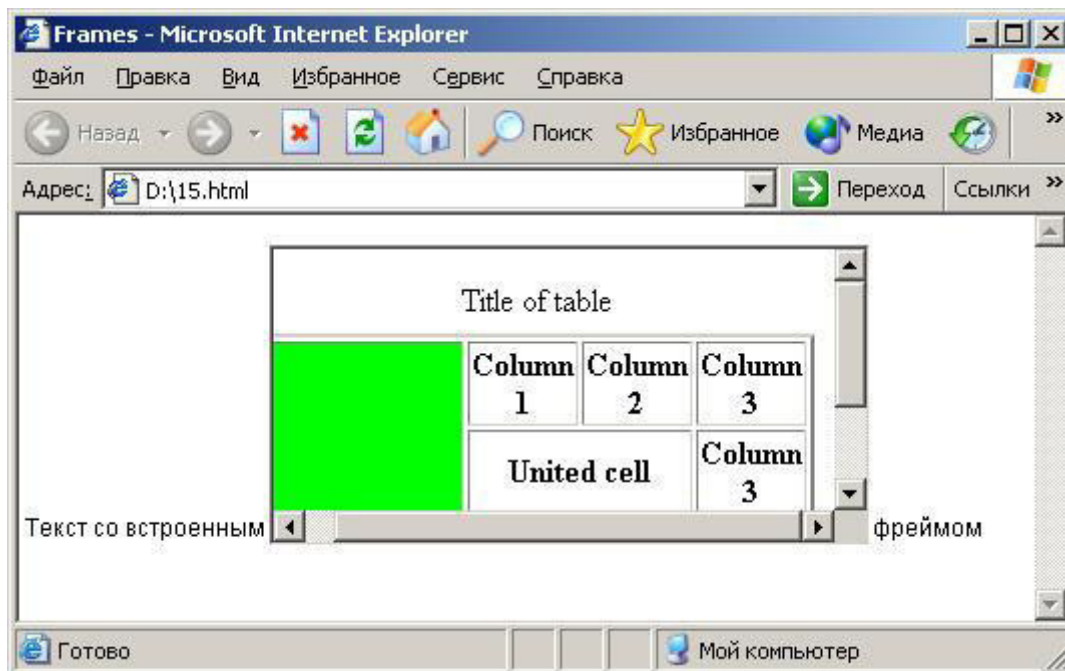 Frames - Microsoft Internet Explorer
Файл Правка Вид Избранное Сервис Справка
Назад Поиск Избранное Медиа »
Адрес: D:\15.html Переход Ссылки »
Title of table
Column 1 Column 2 Column 3
United cell Column 3
Текст со встроенным фреймом
Готово Мой компьютер